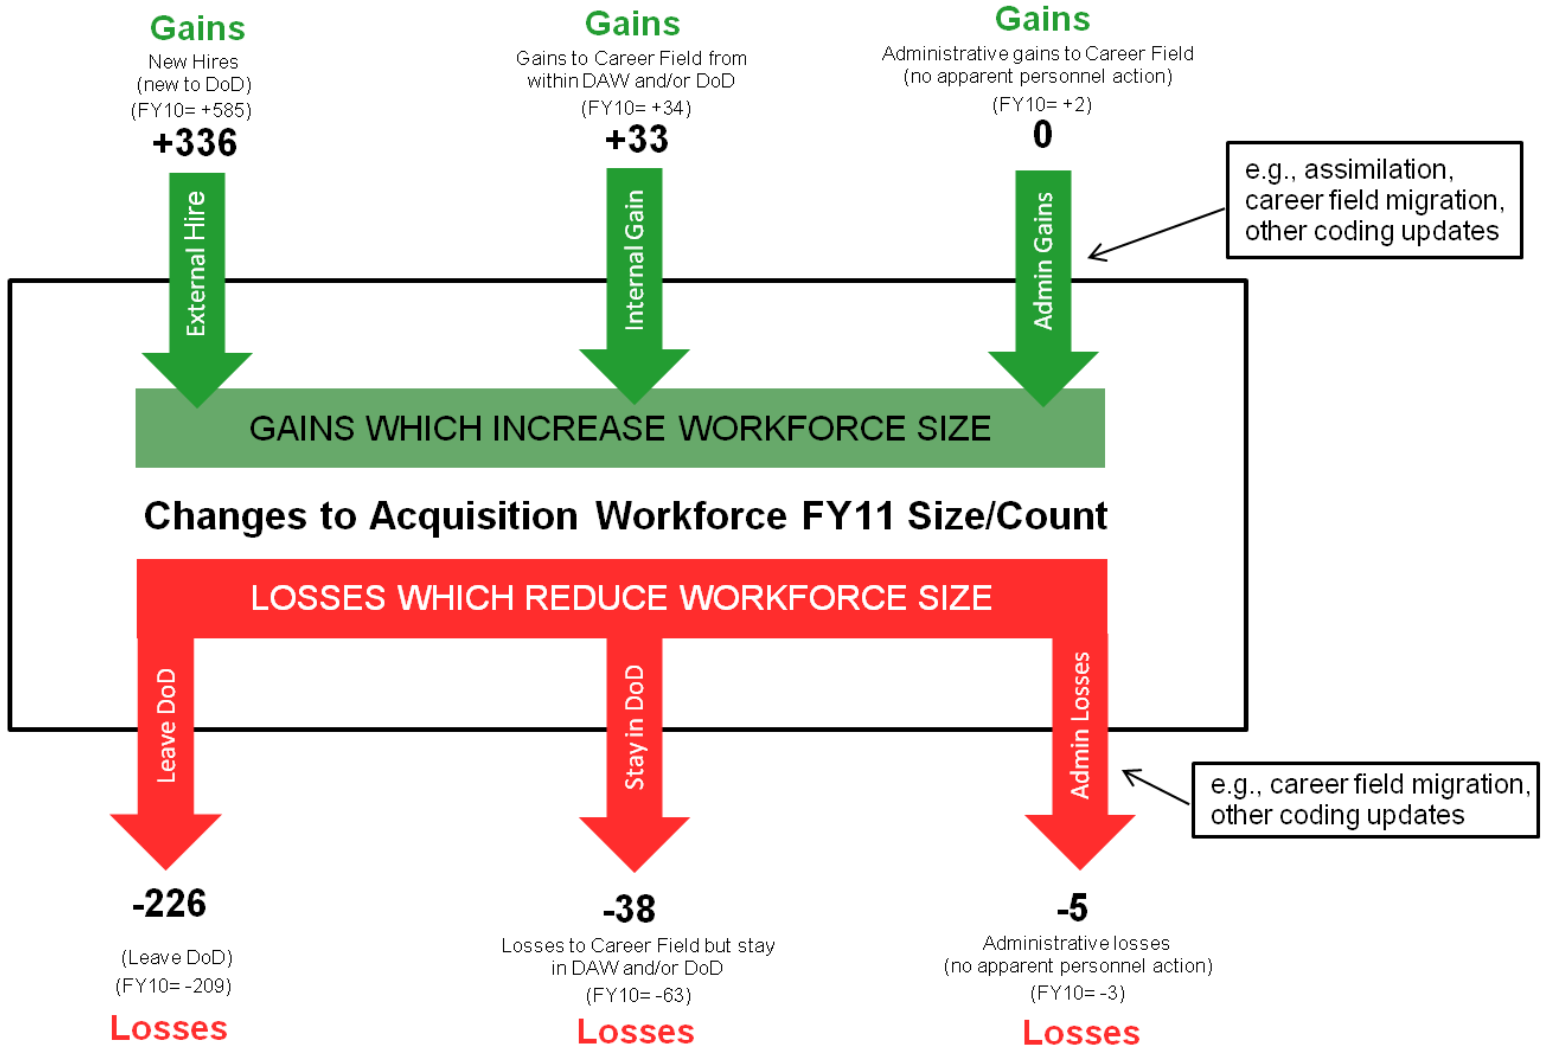 Gains
New Hires
(new to DoD)
(FY10= +585)
+336
External Hire
Gains
Gains to Career Field from
within DAW and/or DoD
(FY10= +34)
+33
Internal Gain
Gains
Administrative gains to Career Field
(no apparent personnel action)
(FY10= +2)
0
Admin Gains
e.g., assimilation,
career field migration,
other coding updates
GAINS WHICH INCREASE WORKFORCE SIZE
Changes to Acquisition Workforce FY11 Size/Count
LOSSES WHICH REDUCE WORKFORCE SIZE
Leave DoD
-226
(Leave DoD)
(FY10= -209)
Losses
Stay in DoD
-38
Losses to Career Field but stay
in DAW and/or DoD
(FY10= -63)
Losses
Admin Losses
-5
Administrative losses
(no apparent personnel action)
(FY10= -3)
Losses
e.g., career field migration,
other coding updates